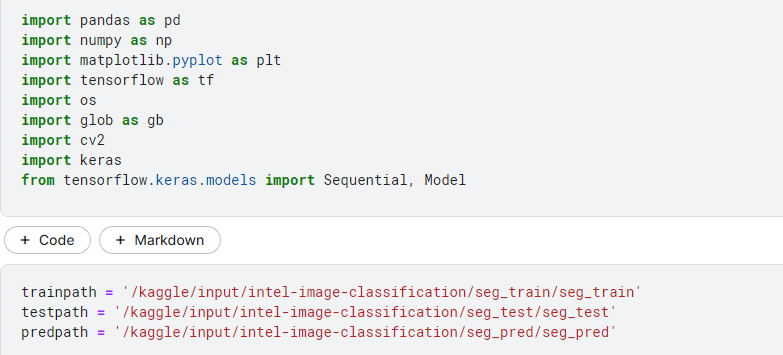 import pandas as pd
import numpy as np
import matplotlib.pyplot as plt
import tensorflow as tf
import os
import glob as gb
import cv2
import keras
from tensorflow.keras.models import Sequential, Model
+ Code + Markdown
trainpath = '/kaggle/input/intel-image-classification/seg_train/seg_train'
testpath = '/kaggle/input/intel-image-classification/seg_test/seg_test'
predpath = '/kaggle/input/intel-image-classification/seg_pred/seg_pred'